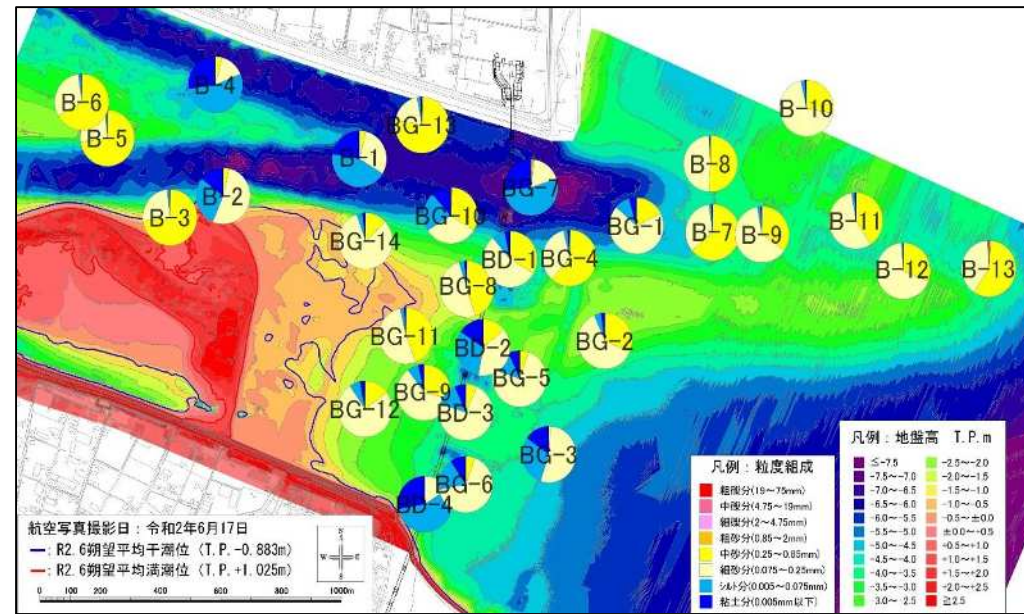 B-4
B-6
B-10
BG-13
B-5
B-1
B-8
BG-7
B-2
B-3
BG-10
B-11
BG-1
B-7
B-9
BG-14
BD-1
BG-4
B-12
B-13
BG-8
BG-11
BD-2
BG-2
BG-5
BG-9
BG-12
BD-3
BG-3
BG-6
BD-4
航空写真撮影日：令和2年6月17日
：R2.6朔望平均干潮位 (T.P.-0.883m)
：R2.6朔望平均満潮位 (T.P.+1.025m)
0 100 200 300 400 500 600 700 800 900 1000m
N
W E
S
凡例：粒度組成
粗礫分(19～75mm)
中礫分(4.75～19mm)
細礫分(2～4.75mm)
粗砂分(0.85～2mm)
中砂分(0.25～0.85mm)
細砂分(0.075～0.25mm)
シルト分(0.005～0.075mm)
粘土分(0.005mm以下)
凡例：地盤高 T.P.m
≦-7.5 -2.5～-2.0
-7.5～-7.0 -2.0～-1.5
-7.0～-6.5 -1.5～-1.0
-6.5～-6.0 -1.0～-0.5
-6.0～-5.5 -0.5～±0.0
-5.5～-5.0 ±0.0～+0.5
-5.0～-4.5 +0.5～+1.0
-4.5～-4.0 +1.0～+1.5
-4.0～-3.5 +1.5～+2.0
-3.5～-3.0 +2.0～+2.5
-3.0～-2.5 ≧2.5